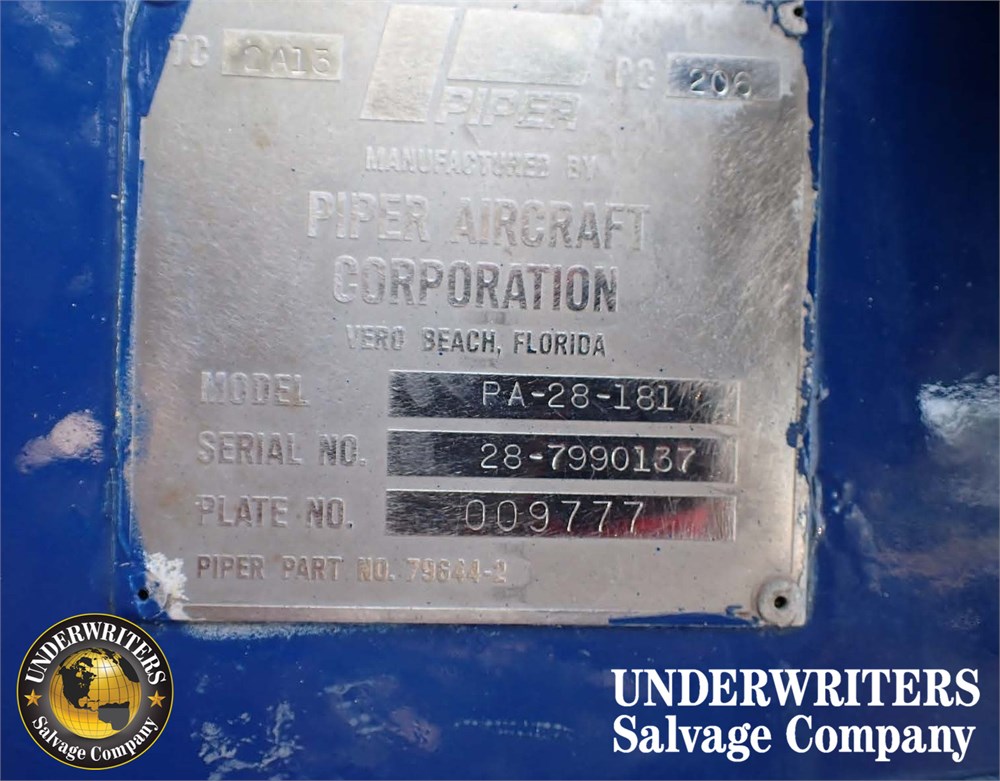 TC 2A13
PC 206
PIPER
MANUFACTURED BY
PIPER AIRCRAFT
CORPORATION
VERO BEACH, FLORIDA
MODEL PA-28-181
SERIAL NO. 28-7990137
PLATE NO. 009777
PIPER PART NO. 79644-2
UNDERWRITERS
Salvage Company
UNDERWRITERS
Salvage Company